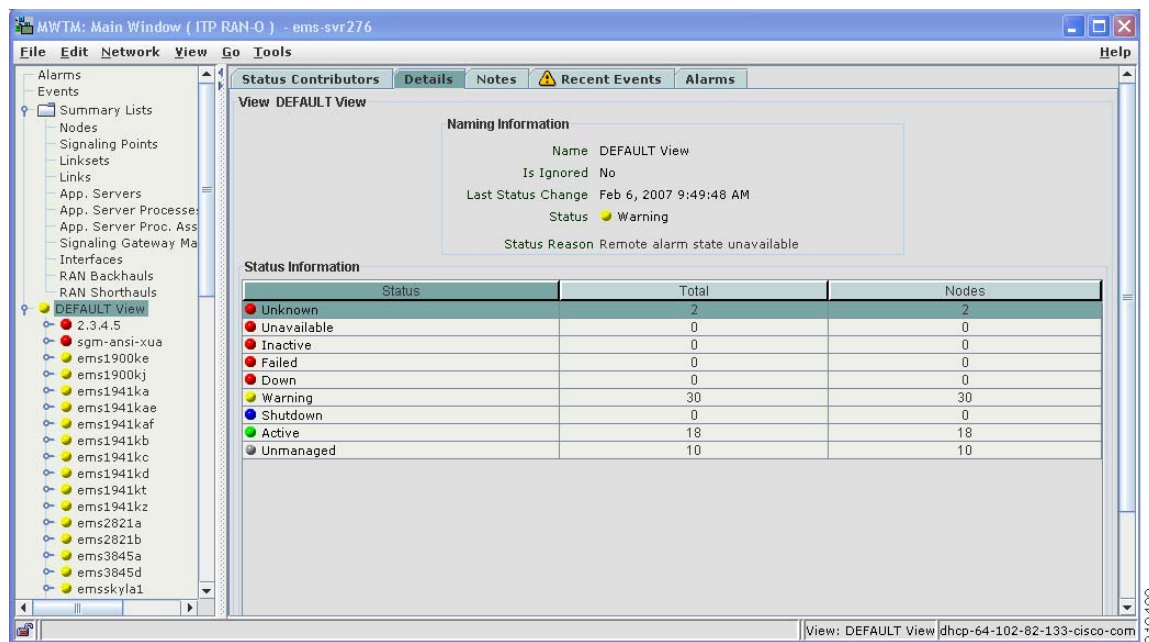 MWTM: Main Window ( ITP RAN-O ) - ems-svr276
File Edit Network View Go Tools Help
Alarms
Events
Summary Lists
Nodes
Signaling Points
Linksets
Links
App. Servers
App. Server Processes
App. Server Proc. Ass
Signaling Gateway Ma
Interfaces
RAN Backhauls
RAN Shorthauls
DEFAULT View
2.3.4.5
sgm-ansi-xua
ems1900ke
ems1900kj
ems1941ka
ems1941kae
ems1941kaf
ems1941kb
ems1941kc
ems1941kd
ems1941kt
ems1941kz
ems2821a
ems2821b
ems3845a
ems3845d
emsskyla1
Status Contributors Details Notes Recent Events Alarms
View DEFAULT View
Naming Information
Name DEFAULT View
Is Ignored No
Last Status Change Feb 6, 2007 9:49:48 AM
Status Warning
Status Reason Remote alarm state unavailable
Status Information
Status Total Nodes
Unknown 2 2
Unavailable 0 0
Inactive 0 0
Failed 0 0
Down 0 0
Warning 30 30
Shutdown 0 0
Active 18 18
Unmanaged 10 10
View: DEFAULT View dhcp-64-102-82-133-cisco-com